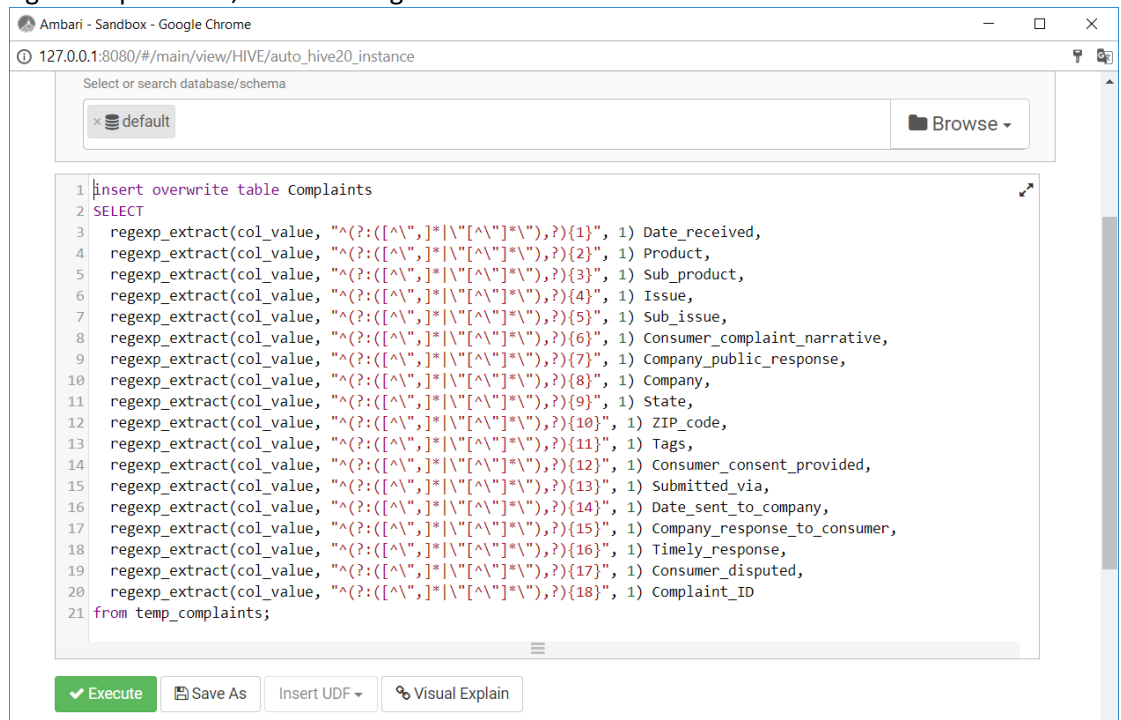 Ambari - Sandbox - Google Chrome
127.0.0.1:8080/#/main/view/HIVE/auto_hive20_instance
Select or search database/schema
× default
Browse
1 insert overwrite table Complaints
2 SELECT
3 regexp_extract(col_value, "^(?:([^\",]*|\"[^\"]*\"),?){1}", 1) Date_received,
4 regexp_extract(col_value, "^(?:([^\",]*|\"[^\"]*\"),?){2}", 1) Product,
5 regexp_extract(col_value, "^(?:([^\",]*|\"[^\"]*\"),?){3}", 1) Sub_product,
6 regexp_extract(col_value, "^(?:([^\",]*|\"[^\"]*\"),?){4}", 1) Issue,
7 regexp_extract(col_value, "^(?:([^\",]*|\"[^\"]*\"),?){5}", 1) Sub_issue,
8 regexp_extract(col_value, "^(?:([^\",]*|\"[^\"]*\"),?){6}", 1) Consumer_complaint_narrative,
9 regexp_extract(col_value, "^(?:([^\",]*|\"[^\"]*\"),?){7}", 1) Company_public_response,
10 regexp_extract(col_value, "^(?:([^\",]*|\"[^\"]*\"),?){8}", 1) Company,
11 regexp_extract(col_value, "^(?:([^\",]*|\"[^\"]*\"),?){9}", 1) State,
12 regexp_extract(col_value, "^(?:([^\",]*|\"[^\"]*\"),?){10}", 1) ZIP_code,
13 regexp_extract(col_value, "^(?:([^\",]*|\"[^\"]*\"),?){11}", 1) Tags,
14 regexp_extract(col_value, "^(?:([^\",]*|\"[^\"]*\"),?){12}", 1) Consumer_consent_provided,
15 regexp_extract(col_value, "^(?:([^\",]*|\"[^\"]*\"),?){13}", 1) Submitted_via,
16 regexp_extract(col_value, "^(?:([^\",]*|\"[^\"]*\"),?){14}", 1) Date_sent_to_company,
17 regexp_extract(col_value, "^(?:([^\",]*|\"[^\"]*\"),?){15}", 1) Company_response_to_consumer,
18 regexp_extract(col_value, "^(?:([^\",]*|\"[^\"]*\"),?){16}", 1) Timely_response,
19 regexp_extract(col_value, "^(?:([^\",]*|\"[^\"]*\"),?){17}", 1) Consumer_disputed,
20 regexp_extract(col_value, "^(?:([^\",]*|\"[^\"]*\"),?){18}", 1) Complaint_ID
21 from temp_complaints;
Execute Save As Insert UDF Visual Explain